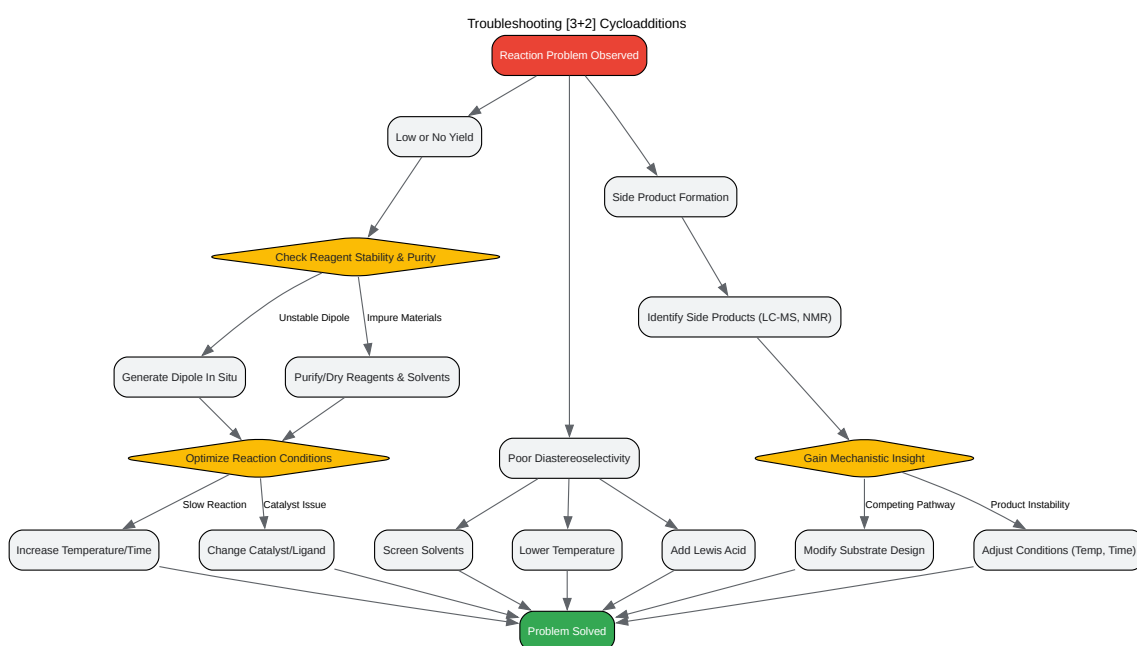 Troubleshooting [3+2] Cycloadditions
Reaction Problem Observed
Low or No Yield
Side Product Formation
Check Reagent Stability & Purity
Unstable Dipole
Impure Materials
Identify Side Products (LC-MS, NMR)
Generate Dipole In Situ
Purify/Dry Reagents & Solvents
Optimize Reaction Conditions
Poor Diastereoselectivity
Gain Mechanistic Insight
Slow Reaction
Catalyst Issue
Competing Pathway
Product Instability
Increase Temperature/Time
Change Catalyst/Ligand
Screen Solvents
Lower Temperature
Add Lewis Acid
Modify Substrate Design
Adjust Conditions (Temp, Time)
Problem Solved